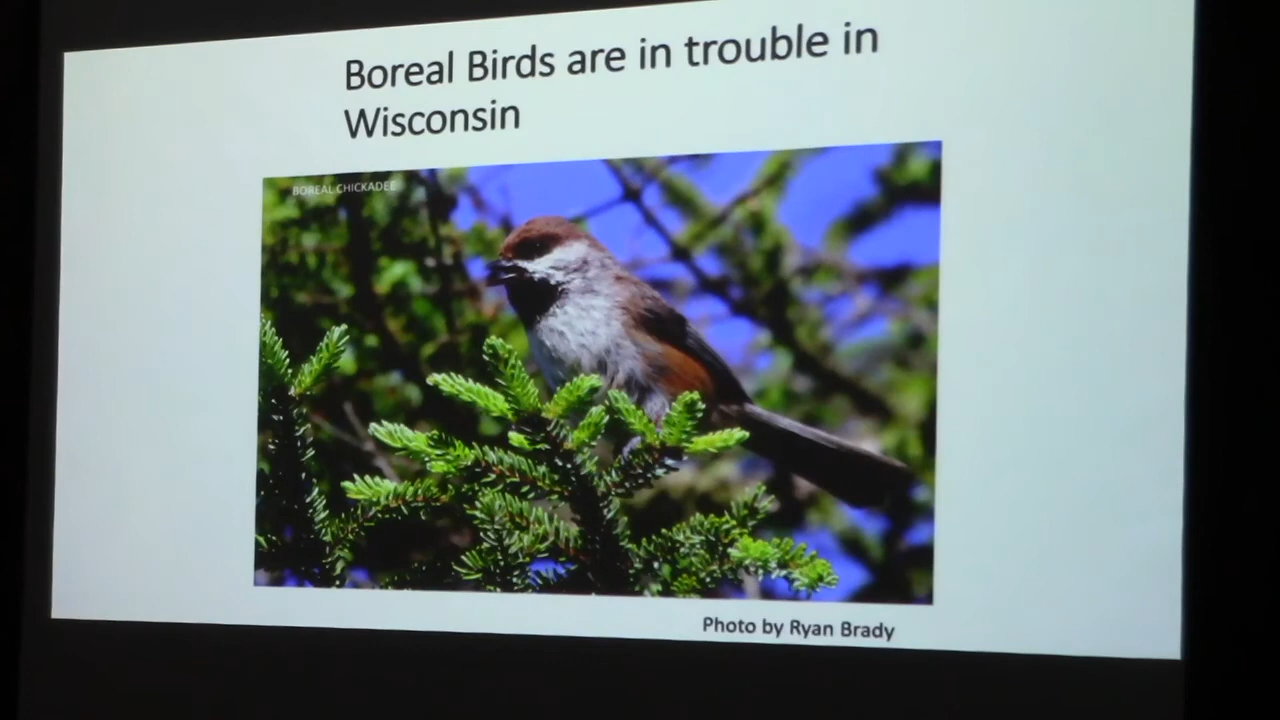 Boreal Birds are in trouble in
Wisconsin
BOREAL CHICKADEE
Photo by Ryan Brady